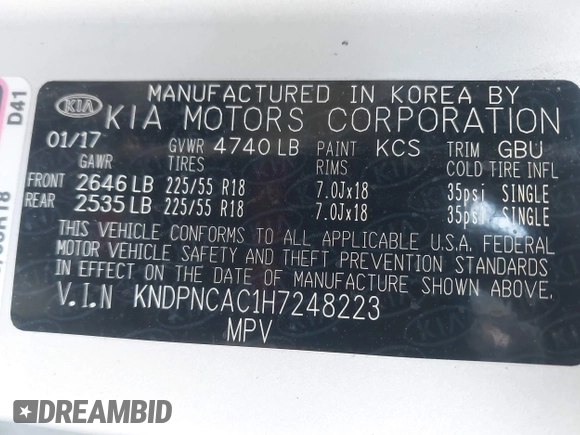 MANUFACTURED IN KOREA BY
KIA KIA MOTORS CORPORATION
01/17 GVWR 4740 LB PAINT KCS TRIM GBU
GAWR TIRES RIMS COLD TIRE INFL
FRONT 2646 LB 225/55 R18 7.0Jx18 35psi SINGLE
REAR 2535 LB 225/55 R18 7.0Jx18 35psi SINGLE
THIS VEHICLE CONFORMS TO ALL APPLICABLE U.S.A. FEDERAL
MOTOR VEHICLE SAFETY AND THEFT PREVENTION STANDARDS
IN EFFECT ON THE DATE OF MANUFACTURE SHOWN ABOVE.
V.I.N KNDPNCAC1H7248223
MPV
D41
DREAMBID